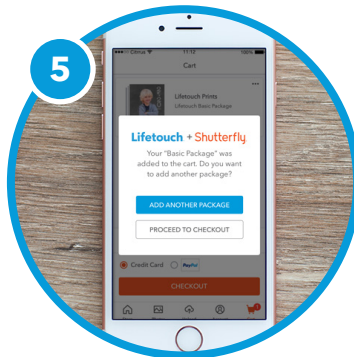 5
Citrus 11:12 100%
Cart
Lifetouch Prints
Lifetouch Basic Package
Lifetouch + Shutterfly
Your "Basic Package" was
added to the cart. Do you want
to add another package?
ADD ANOTHER PACKAGE
PROCEED TO CHECKOUT
Credit Card PayPal
CHECKOUT